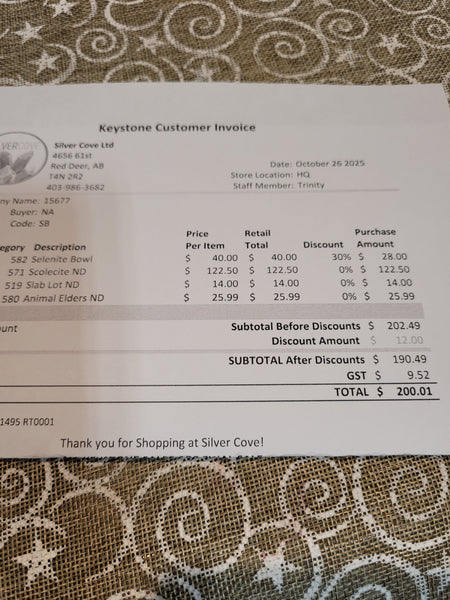 Keystone Customer Invoice
VERCOVE
Silver Cove Ltd
4656 61st
Red Deer, AB
T4N 2R2
403-986-3682
Date: October 26 2025
Store Location: HQ
Staff Member: Trinity
ny Name: 15677
Buyer: NA
Code: SB
egory Description Price Per Item Retail Total Discount Purchase Amount
582 Selenite Bowl $ 40.00 $ 40.00 30% $ 28.00
571 Scolecite ND $ 122.50 $ 122.50 0% $ 122.50
519 Slab Lot ND $ 14.00 $ 14.00 0% $ 14.00
580 Animal Elders ND $ 25.99 $ 25.99 0% $ 25.99
Subtotal Before Discounts $ 202.49
ount Discount Amount $ 12.00
SUBTOTAL After Discounts $ 190.49
GST $ 9.52
TOTAL $ 200.01
1495 RT0001
Thank you for Shopping at Silver Cove!